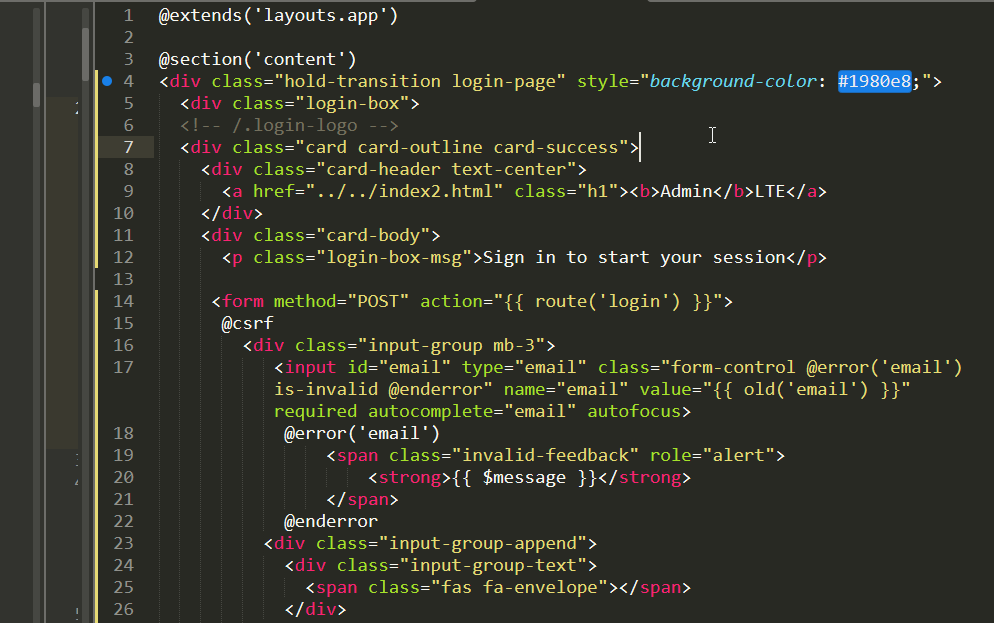 1 @extends('layouts.app')
2
3 @section('content')
4 <div class="hold-transition login-page" style="background-color: #1980e8;">
5 <div class="login-box">
6 <!-- /.login-logo -->
7 <div class="card card-outline card-success">
8 <div class="card-header text-center">
9 <a href="../../index2.html" class="h1"><b>Admin</b>LTE</a>
10 </div>
11 <div class="card-body">
12 <p class="login-box-msg">Sign in to start your session</p>
13
14 <form method="POST" action="{{ route('login') }}">
15 @csrf
16 <div class="input-group mb-3">
17 <input id="email" type="email" class="form-control @error('email')
is-invalid @enderror" name="email" value="{{ old('email') }}"
required autocomplete="email" autofocus>
18 @error('email')
19 <span class="invalid-feedback" role="alert">
20 <strong>{{ $message }}</strong>
21 </span>
22 @enderror
23 <div class="input-group-append">
24 <div class="input-group-text">
25 <span class="fas fa-envelope"></span>
26 </div>